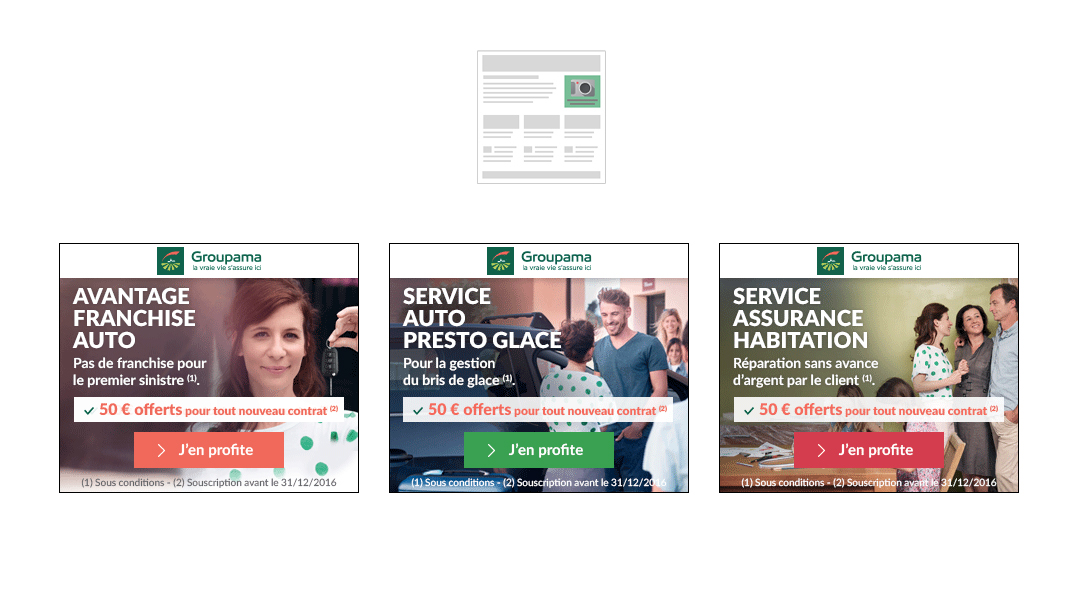 Groupama
la vraie vie s'assure ici
AVANTAGE
FRANCHISE
AUTO
Pas de franchise pour
le premier sinistre (1).
50 € offerts pour tout nouveau contrat (2)
J'en profite
(1) Sous conditions - (2) Souscription avant le 31/12/2016
Groupama
la vraie vie s'assure ici
SERVICE
AUTO
PRESTO GLACE
Pour la gestion
du bris de glace (1).
50 € offerts pour tout nouveau contrat (2)
J'en profite
(1) Sous conditions - (2) Souscription avant le 31/12/2016
Groupama
la vraie vie s'assure ici
SERVICE
ASSURANCE
HABITATION
Réparation sans avance
d'argent par le client (1).
50 € offerts pour tout nouveau contrat (2)
J'en profite
(1) Sous conditions - (2) Souscription avant le 31/12/2016